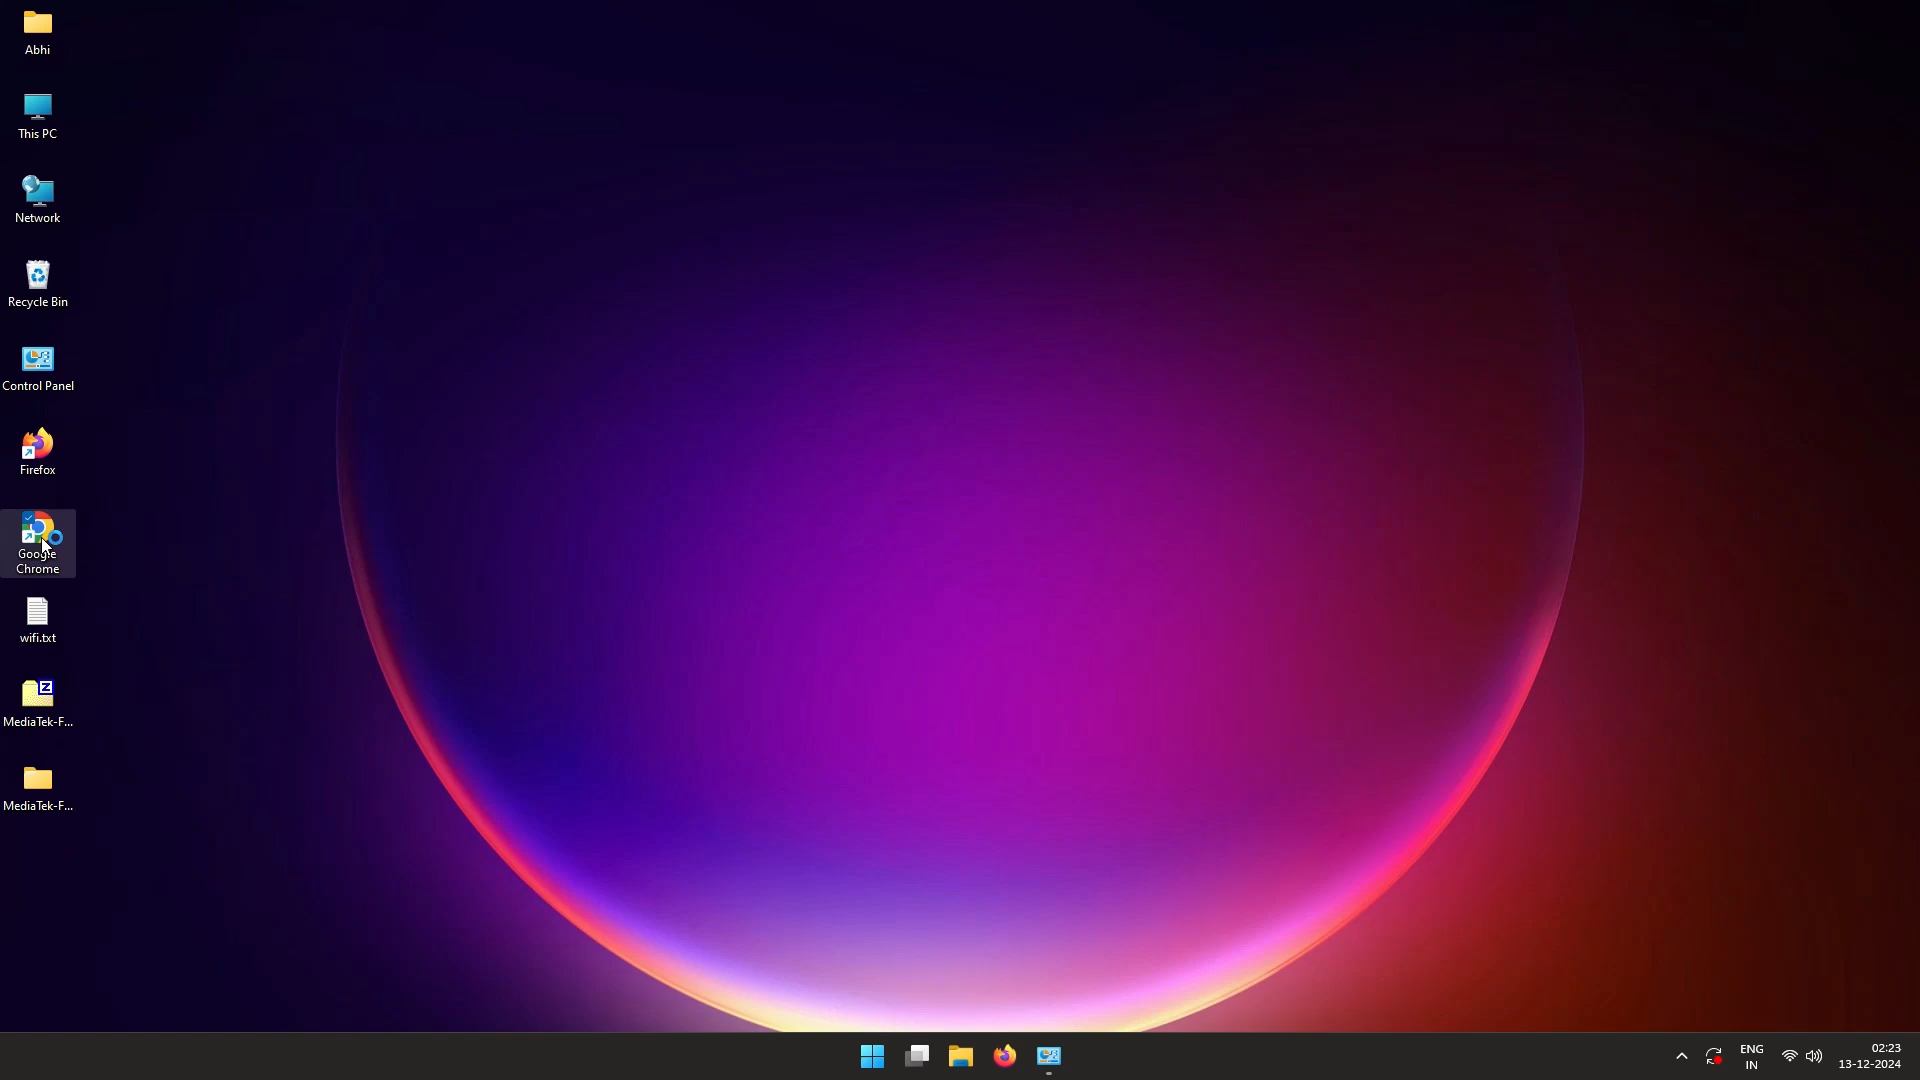 Abhi
This PC
Network
Recycle Bin
Control Panel
Firefox
Google
Chrome
wifi.txt
MediaTek-F...
MediaTek-F...
ENG
IN
02:23
13-12-2024